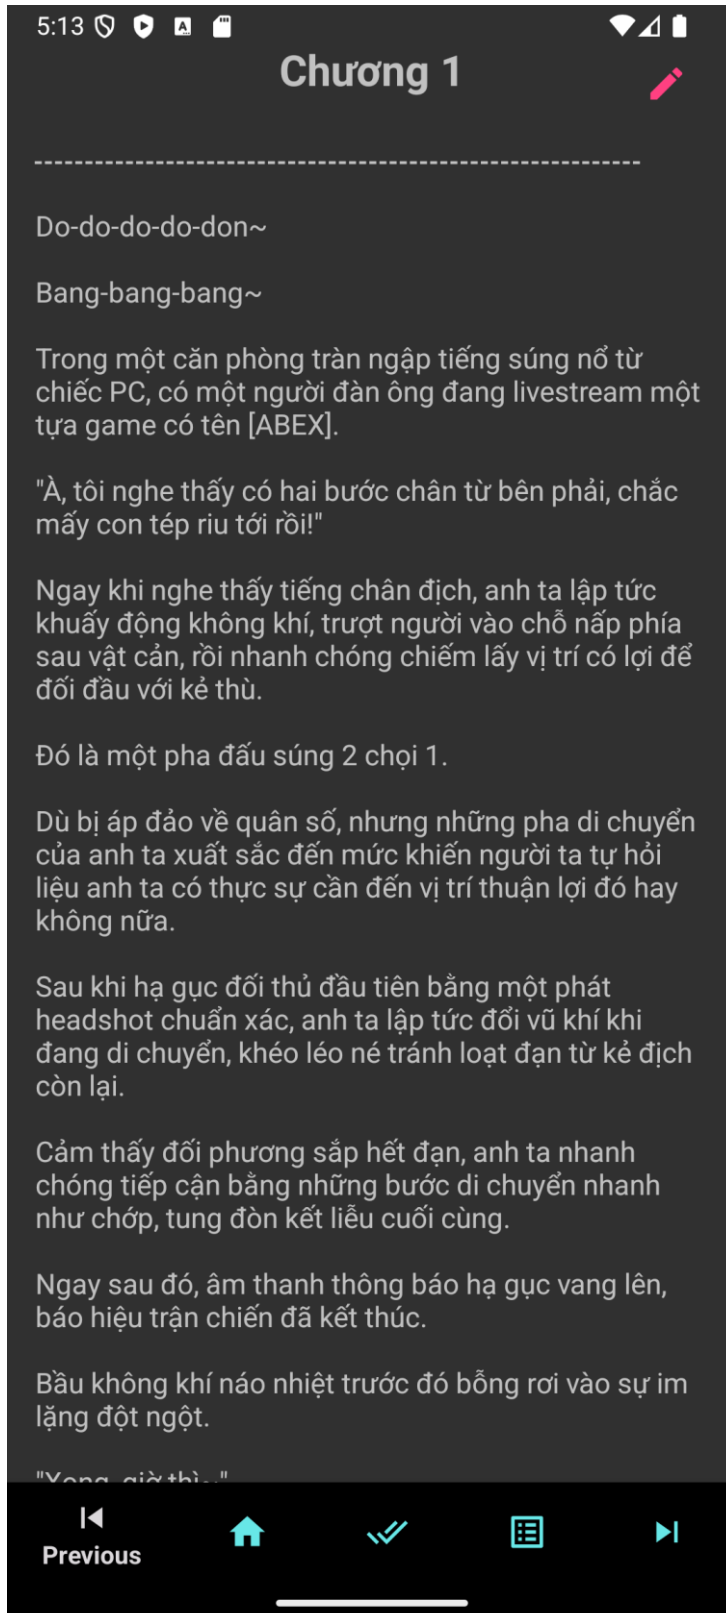 5:13
Chương 1
------------------------------------------------------------
Do-do-do-do-don~
Bang-bang-bang~
Trong một căn phòng tràn ngập tiếng súng nổ từ
chiếc PC, có một người đàn ông đang livestream một
tựa game có tên [ABEX].
"À, tôi nghe thấy có hai bước chân từ bên phải, chắc
mấy con tép riu tới rồi!"
Ngay khi nghe thấy tiếng chân địch, anh ta lập tức
khuấy động không khí, trượt người vào chỗ nấp phía
sau vật cản, rồi nhanh chóng chiếm lấy vị trí có lợi để
đối đầu với kẻ thù.
Đó là một pha đấu súng 2 chọi 1.
Dù bị áp đảo về quân số, nhưng những pha di chuyển
của anh ta xuất sắc đến mức khiến người ta tự hỏi
liệu anh ta có thực sự cần đến vị trí thuận lợi đó hay
không nữa.
Sau khi hạ gục đối thủ đầu tiên bằng một phát
headshot chuẩn xác, anh ta lập tức đổi vũ khí khi
đang di chuyển, khéo léo né tránh loạt đạn từ kẻ địch
còn lại.
Cảm thấy đối phương sắp hết đạn, anh ta nhanh
chóng tiếp cận bằng những bước di chuyển nhanh
như chớp, tung đòn kết liễu cuối cùng.
Ngay sau đó, âm thanh thông báo hạ gục vang lên,
báo hiệu trận chiến đã kết thúc.
Bầu không khí náo nhiệt trước đó bỗng rơi vào sự im
lặng đột ngột.
"Xong, giờ thì~"
Previous